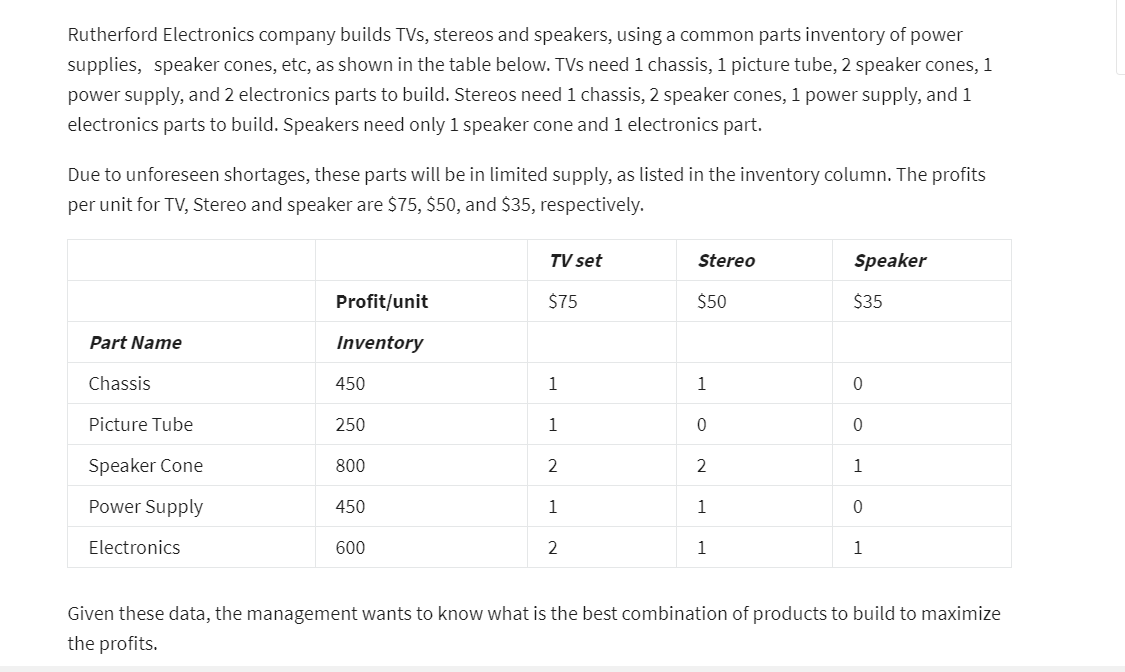 Rutherford Electronics company builds TVs, stereos and speakers, using a common parts inventory of power
supplies, speaker cones, etc, as shown in the table below. TVs need 1 chassis, 1 picture tube, 2 speaker cones, 1
power supply, and 2 electronics parts to build. Stereos need 1 chassis, 2 speaker cones, 1 power supply, and 1
electronics parts to build. Speakers need only 1 speaker cone and 1 electronics part.
Due to unforeseen shortages, these parts will be in limited supply, as listed in the inventory column. The profits
per unit for TV, Stereo and speaker are $75, $50, and $35, respectively.
TV set Stereo Speaker
Profit/unit $75 $50 $35
Part Name Inventory
Chassis 450 1 1 0
Picture Tube 250 1 0 0
Speaker Cone 800 2 2 1
Power Supply 450 1 1 0
Electronics 600 2 1 1
Given these data, the management wants to know what is the best combination of products to build to maximize
the profits.